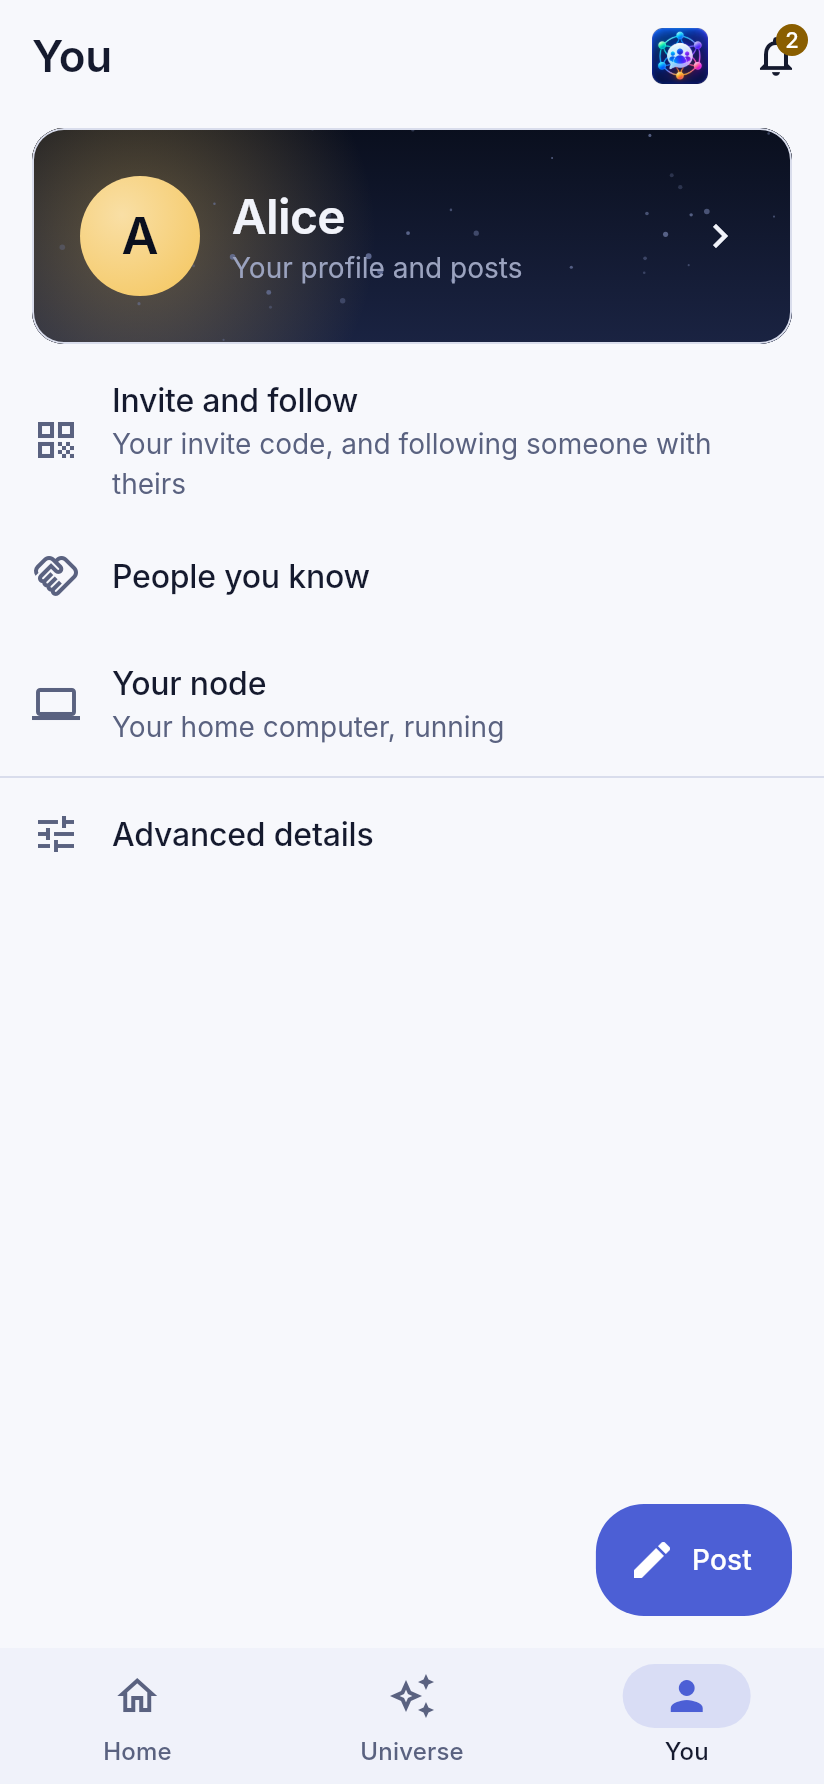 You
2
A
Alice
Your profile and posts
Invite and follow
Your invite code, and following someone with
theirs
People you know
Your node
Your home computer, running
Advanced details
Post
Home
Universe
You